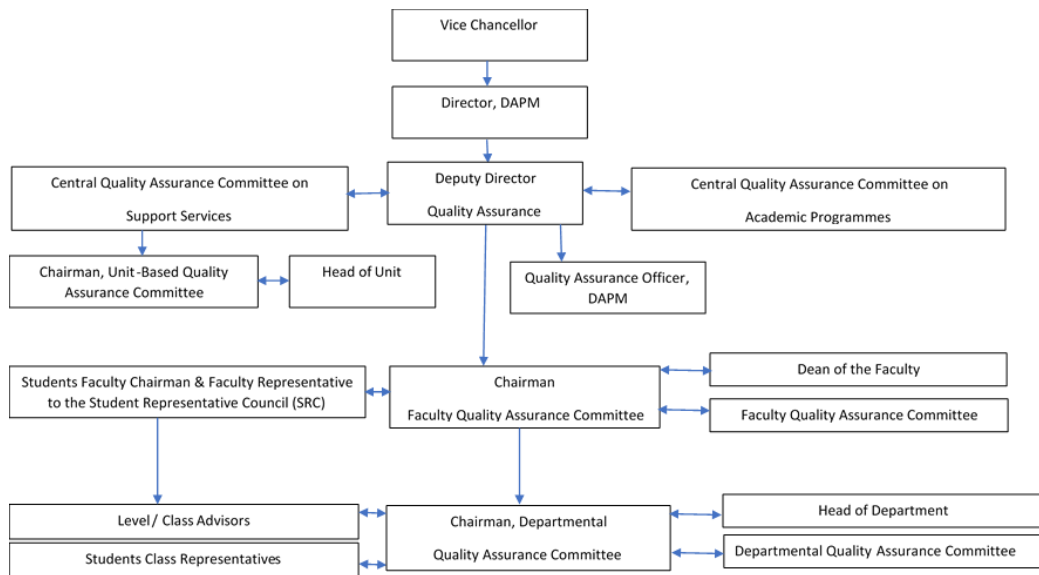 Vice Chancellor
Director, DAPM
Central Quality Assurance Committee on
Support Services
Deputy Director
Quality Assurance
Central Quality Assurance Committee on
Academic Programmes
Chairman, Unit-Based Quality
Assurance Committee
Head of Unit
Quality Assurance Officer,
DAPM
Students Faculty Chairman & Faculty Representative
to the Student Representative Council (SRC)
Chairman
Faculty Quality Assurance Committee
Dean of the Faculty
Faculty Quality Assurance Committee
Level/ Class Advisors
Students Class Representatives
Chairman, Departmental
Quality Assurance Committee
Head of Department
Departmental Quality Assurance Committee